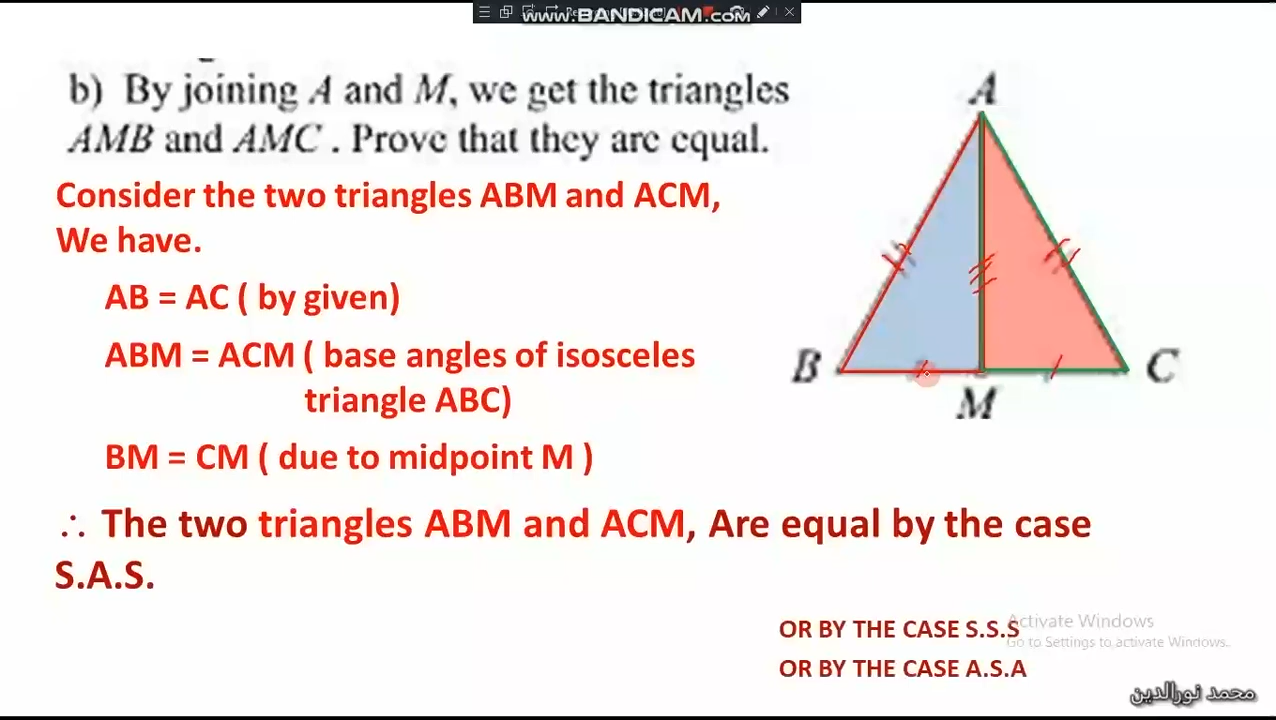 www.BANDICAM.com
b) By joining A and M, we get the triangles
AMB and AMC . Prove that they are equal.
Consider the two triangles ABM and ACM,
We have.
AB = AC ( by given)
ABM = ACM ( base angles of isosceles
triangle ABC)
BM = CM ( due to midpoint M )
∴ The two triangles ABM and ACM, Are equal by the case
S.A.S.
A
B
C
M
OR BY THE CASE S.S.S
OR BY THE CASE A.S.A
Activate Windows
Go to Settings to activate Windows.
محمد نورالدين